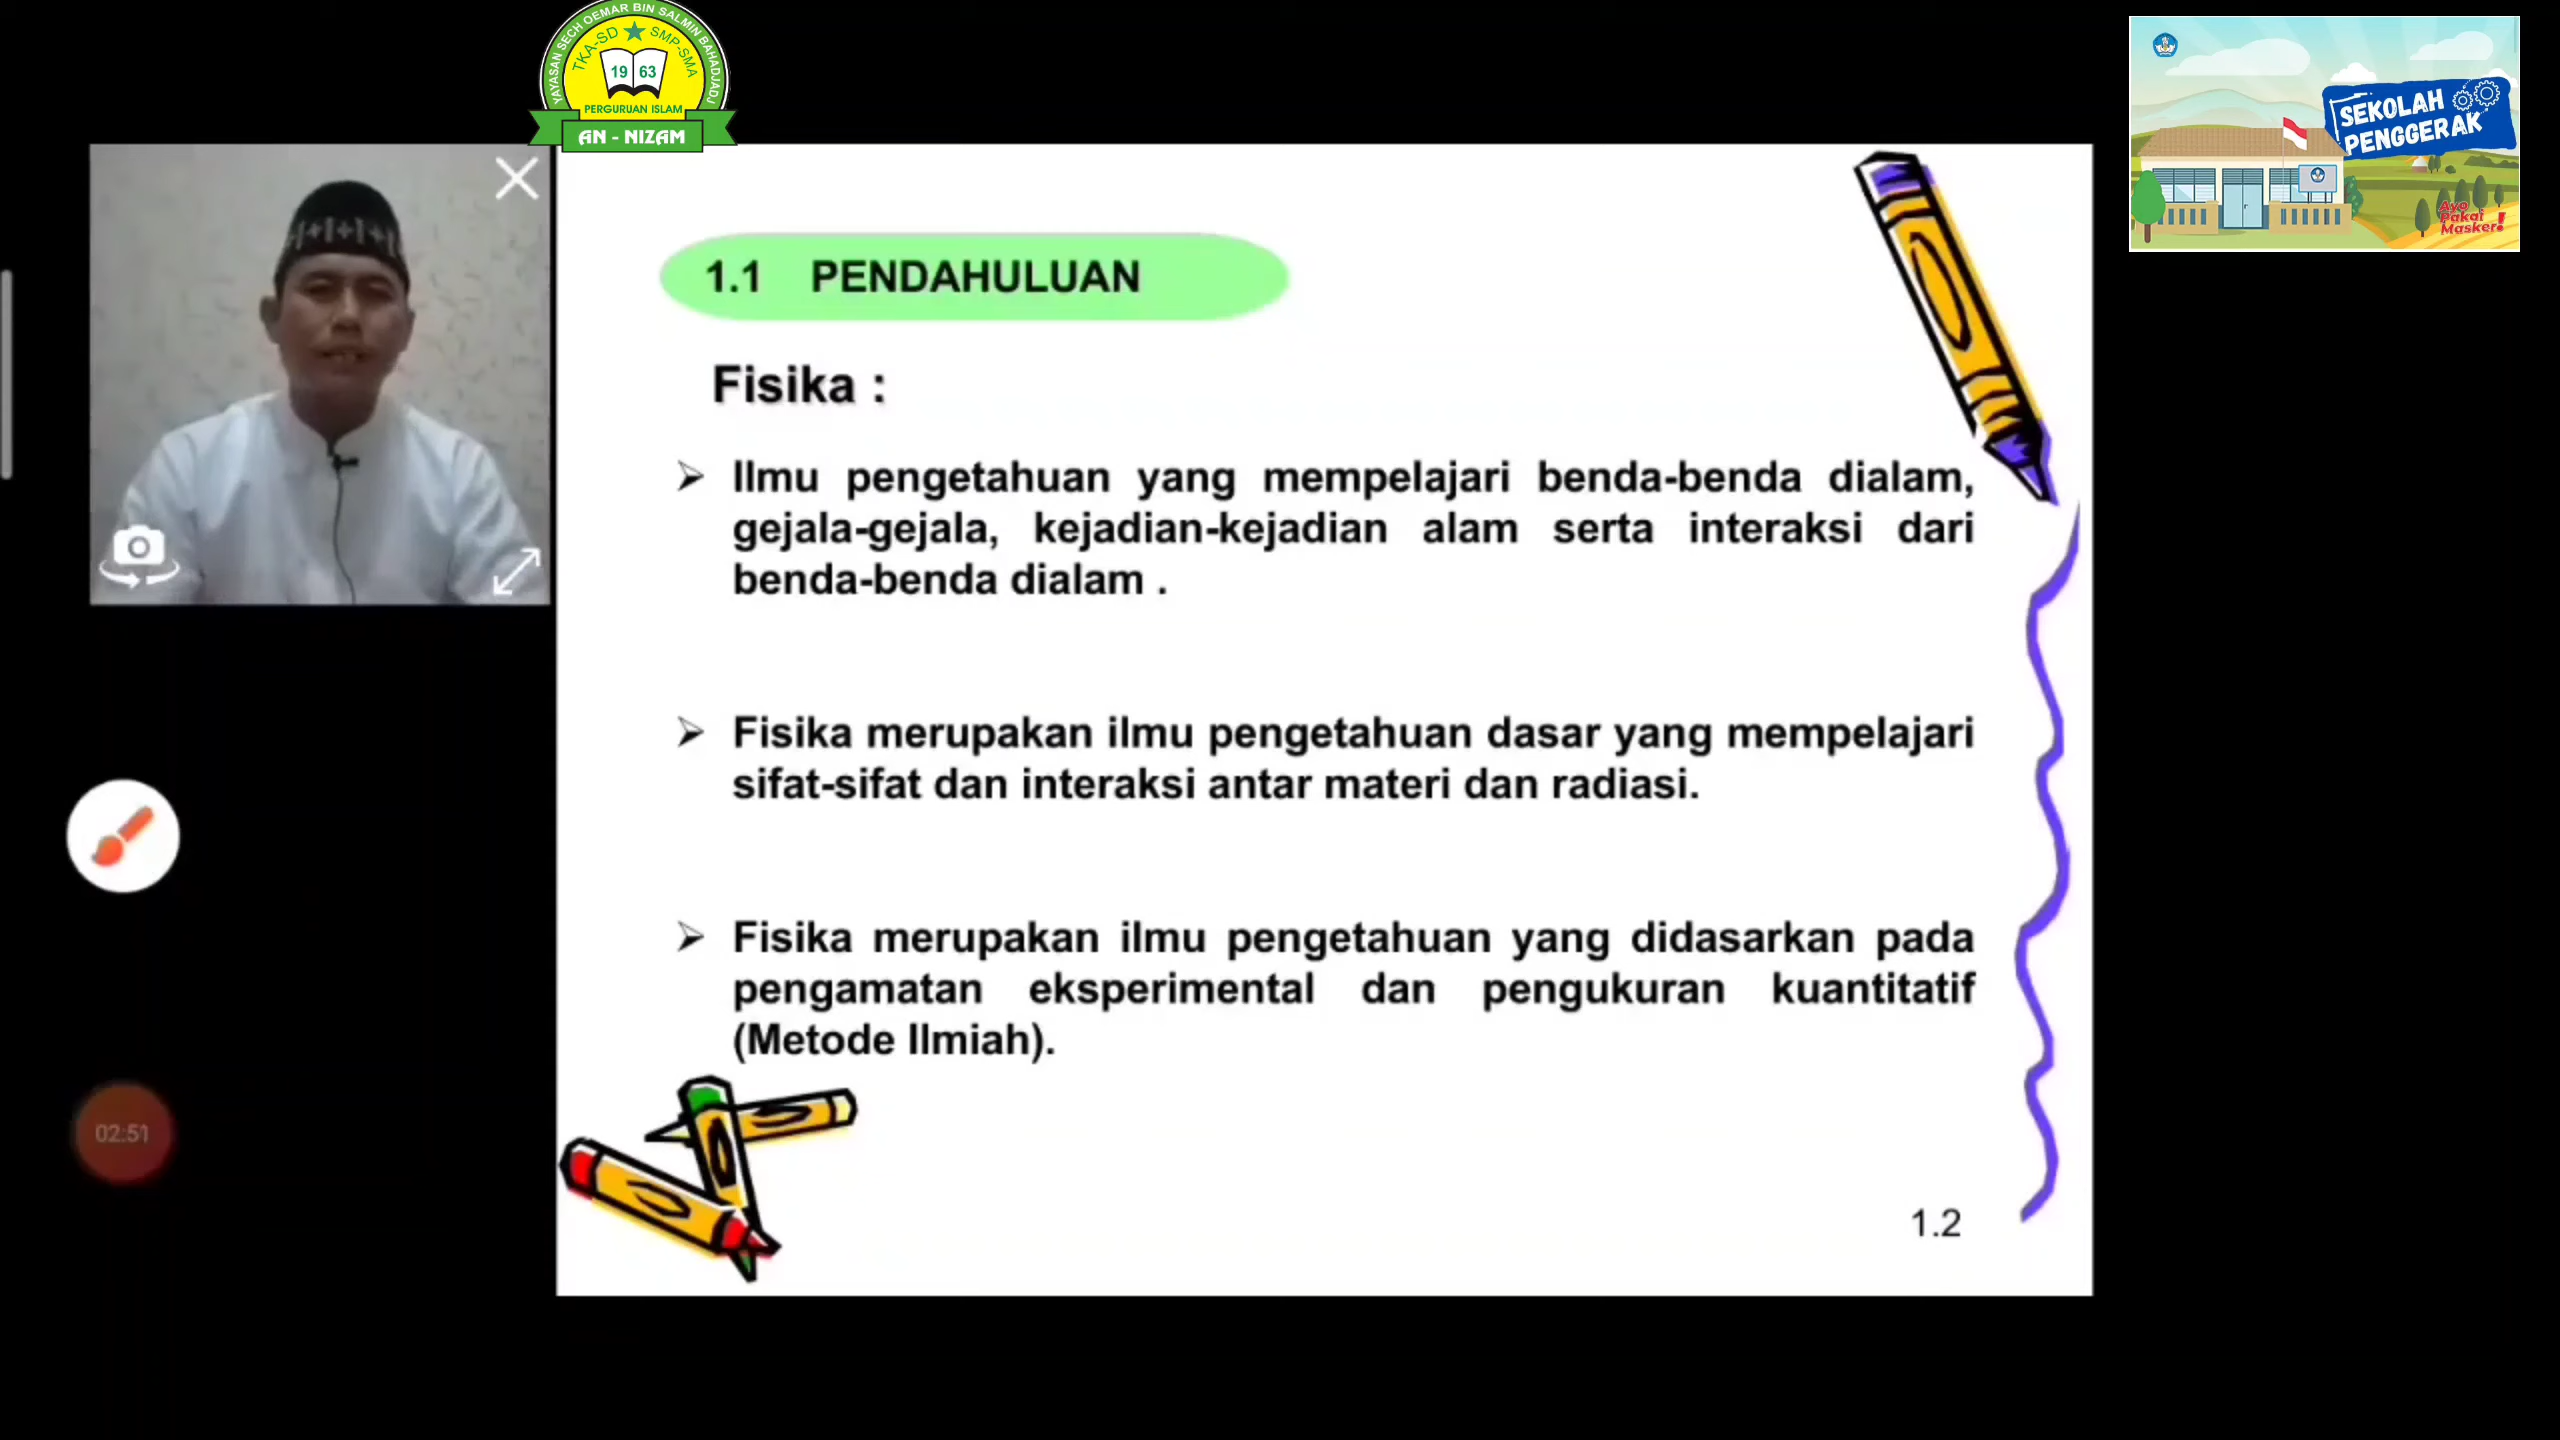 YAYASAN SECH OEMAR BIN SALMIN BAHADJADJ
TKA-SD SMP-SMA
19 63
PERGURUAN ISLAM
AN - NIZAM
SEKOLAH
PENGGERAK
Ayo
Pakai
Masker!
1.1 PENDAHULUAN
Fisika :
➢ Ilmu pengetahuan yang mempelajari benda-benda dialam,
gejala-gejala, kejadian-kejadian alam serta interaksi dari
benda-benda dialam .
➢ Fisika merupakan ilmu pengetahuan dasar yang mempelajari
sifat-sifat dan interaksi antar materi dan radiasi.
➢ Fisika merupakan ilmu pengetahuan yang didasarkan pada
pengamatan eksperimental dan pengukuran kuantitatif
(Metode Ilmiah).
02:51
1.2